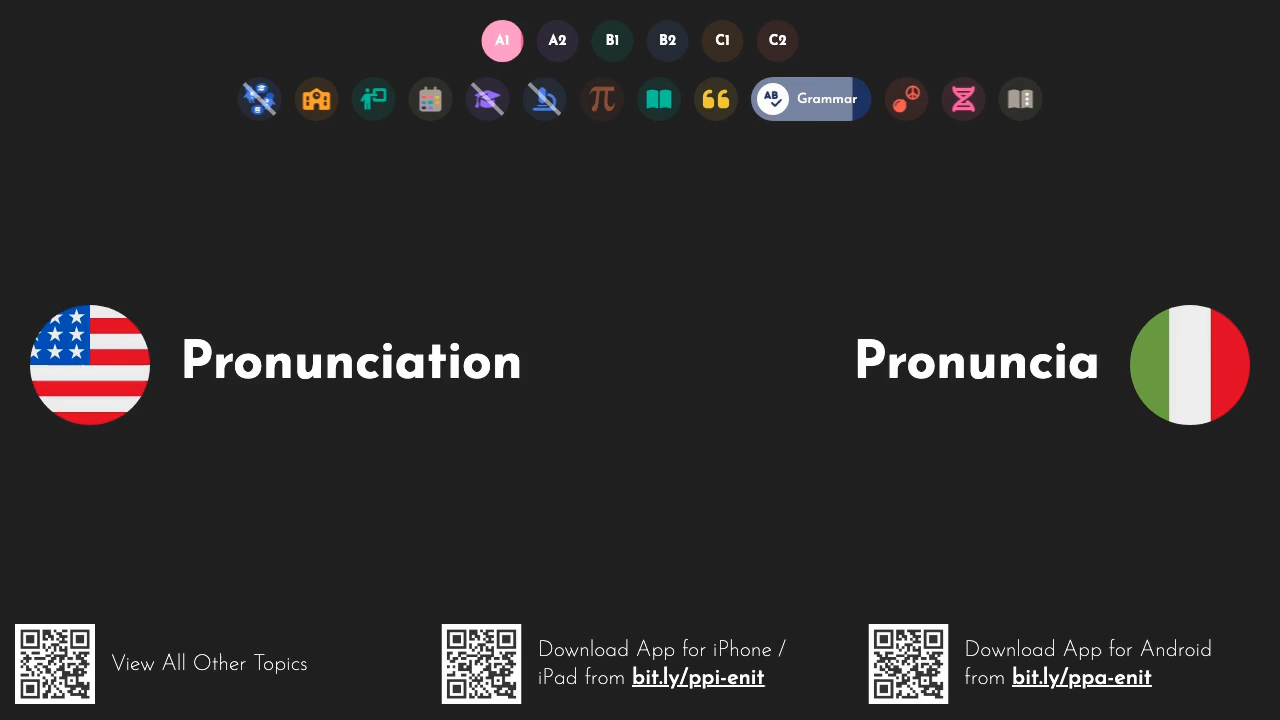 A1 A2 B1 B2 C1 C2
AB Grammar
Pronunciation
Pronuncia
View All Other Topics
Download App for iPhone /
iPad from bit.ly/ppi-enit
Download App for Android
from bit.ly/ppa-enit